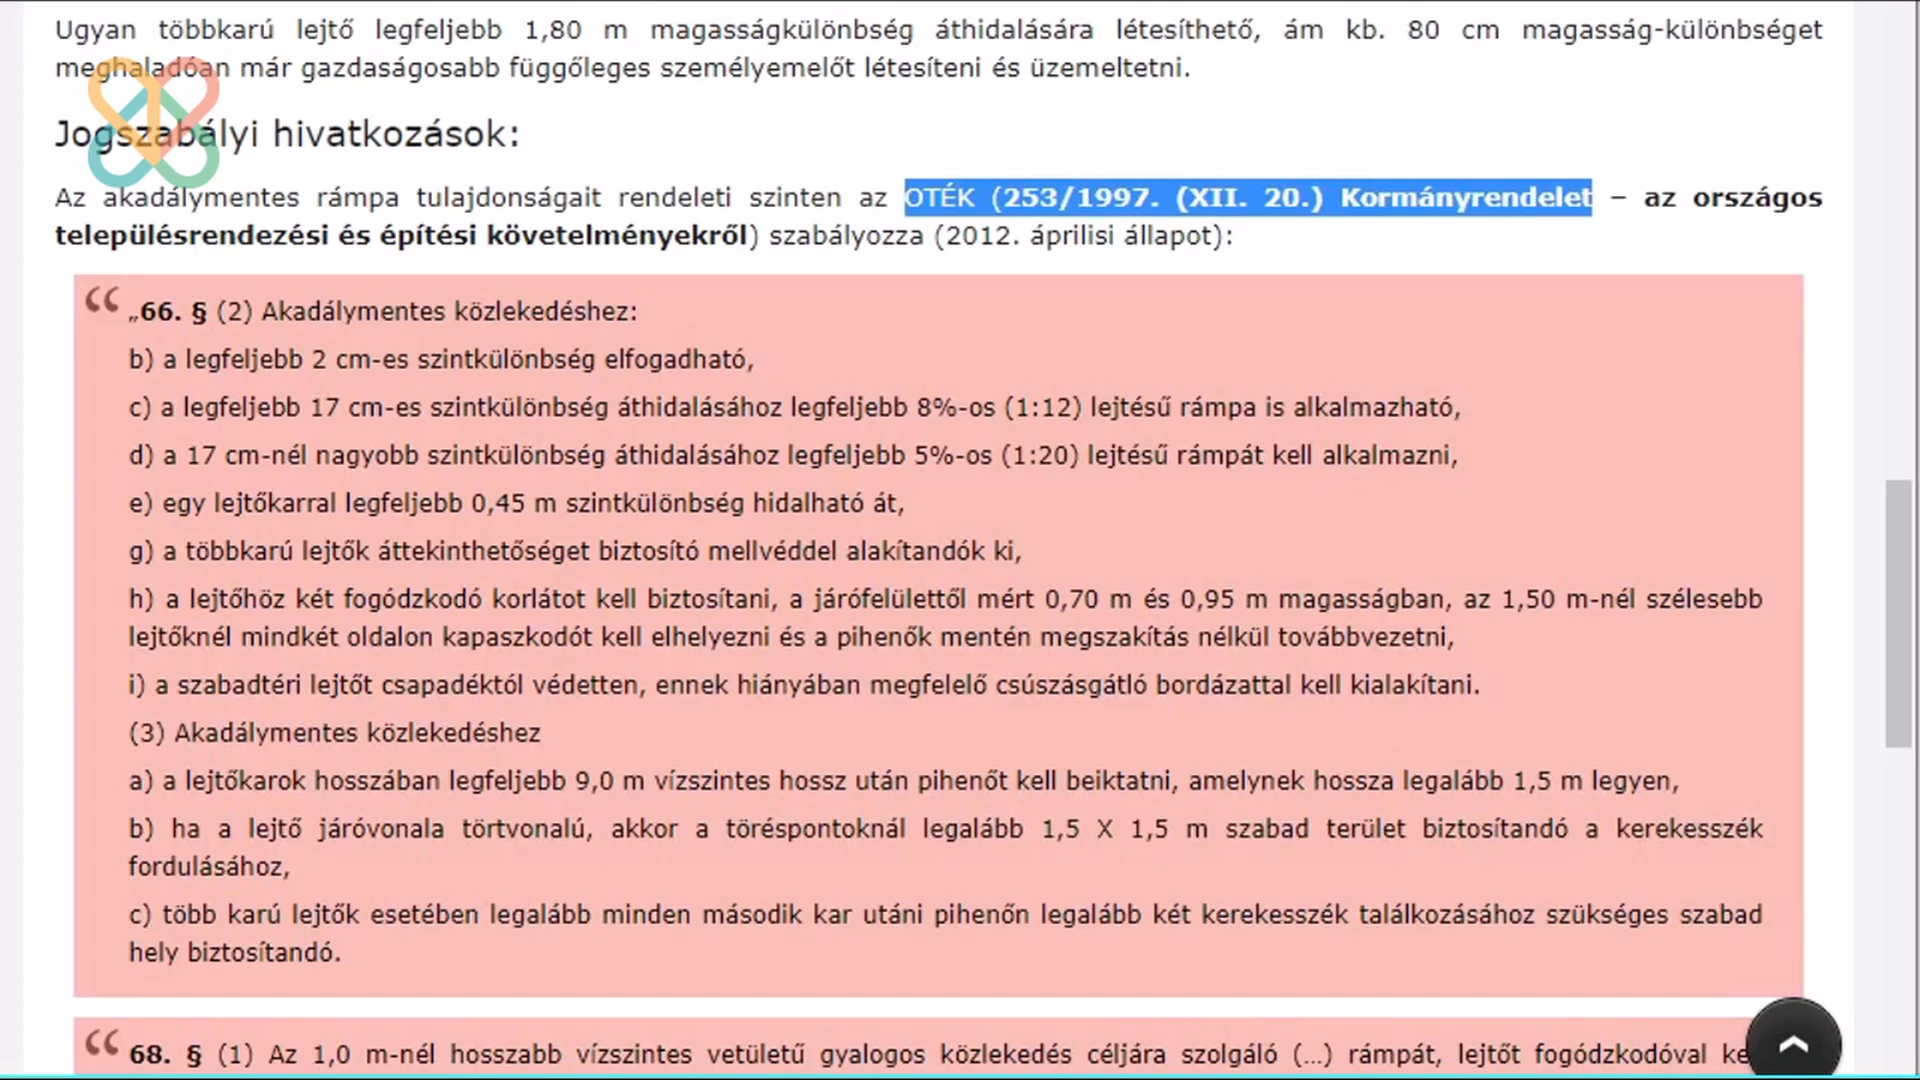 Ugyan többkarú lejtő legfeljebb 1,80 m magasságkülönbség áthidalására létesíthető, ám kb. 80 cm magasság-különbséget
meghaladóan már gazdaságosabb függőleges személyemelőt létesíteni és üzemeltetni.
Jogszabályi hivatkozások:
Az akadálymentes rámpa tulajdonságait rendeleti szinten az OTÉK (253/1997. (XII. 20.) Kormányrendelet – az országos
településrendezési és építési követelményekről) szabályozza (2012. áprilisi állapot):
“ „66. § (2) Akadálymentes közlekedéshez:
b) a legfeljebb 2 cm-es szintkülönbség elfogadható,
c) a legfeljebb 17 cm-es szintkülönbség áthidalásához legfeljebb 8%-os (1:12) lejtésű rámpa is alkalmazható,
d) a 17 cm-nél nagyobb szintkülönbség áthidalásához legfeljebb 5%-os (1:20) lejtésű rámpát kell alkalmazni,
e) egy lejtőkarral legfeljebb 0,45 m szintkülönbség hidalható át,
g) a többkarú lejtők áttekinthetőséget biztosító mellvéddel alakítandók ki,
h) a lejtőhöz két fogódzkodó korlátot kell biztosítani, a járófelülettől mért 0,70 m és 0,95 m magasságban, az 1,50 m-nél szélesebb
lejtőknél mindkét oldalon kapaszkodót kell elhelyezni és a pihenők mentén megszakítás nélkül továbbvezetni,
i) a szabadtéri lejtőt csapadéktól védetten, ennek hiányában megfelelő csúszásgátló bordázattal kell kialakítani.
(3) Akadálymentes közlekedéshez
a) a lejtőkarok hosszában legfeljebb 9,0 m vízszintes hossz után pihenőt kell beiktatni, amelynek hossza legalább 1,5 m legyen,
b) ha a lejtő járóvonala törtvonalú, akkor a töréspontoknál legalább 1,5 X 1,5 m szabad terület biztosítandó a kerekesszék
fordulásához,
c) több karú lejtők esetében legalább minden második kar utáni pihenőn legalább két kerekesszék találkozásához szükséges szabad
hely biztosítandó.
“ 68. § (1) Az 1,0 m-nél hosszabb vízszintes vetületű gyalogos közlekedés céljára szolgáló (...) rámpát, lejtőt fogódzkodóval